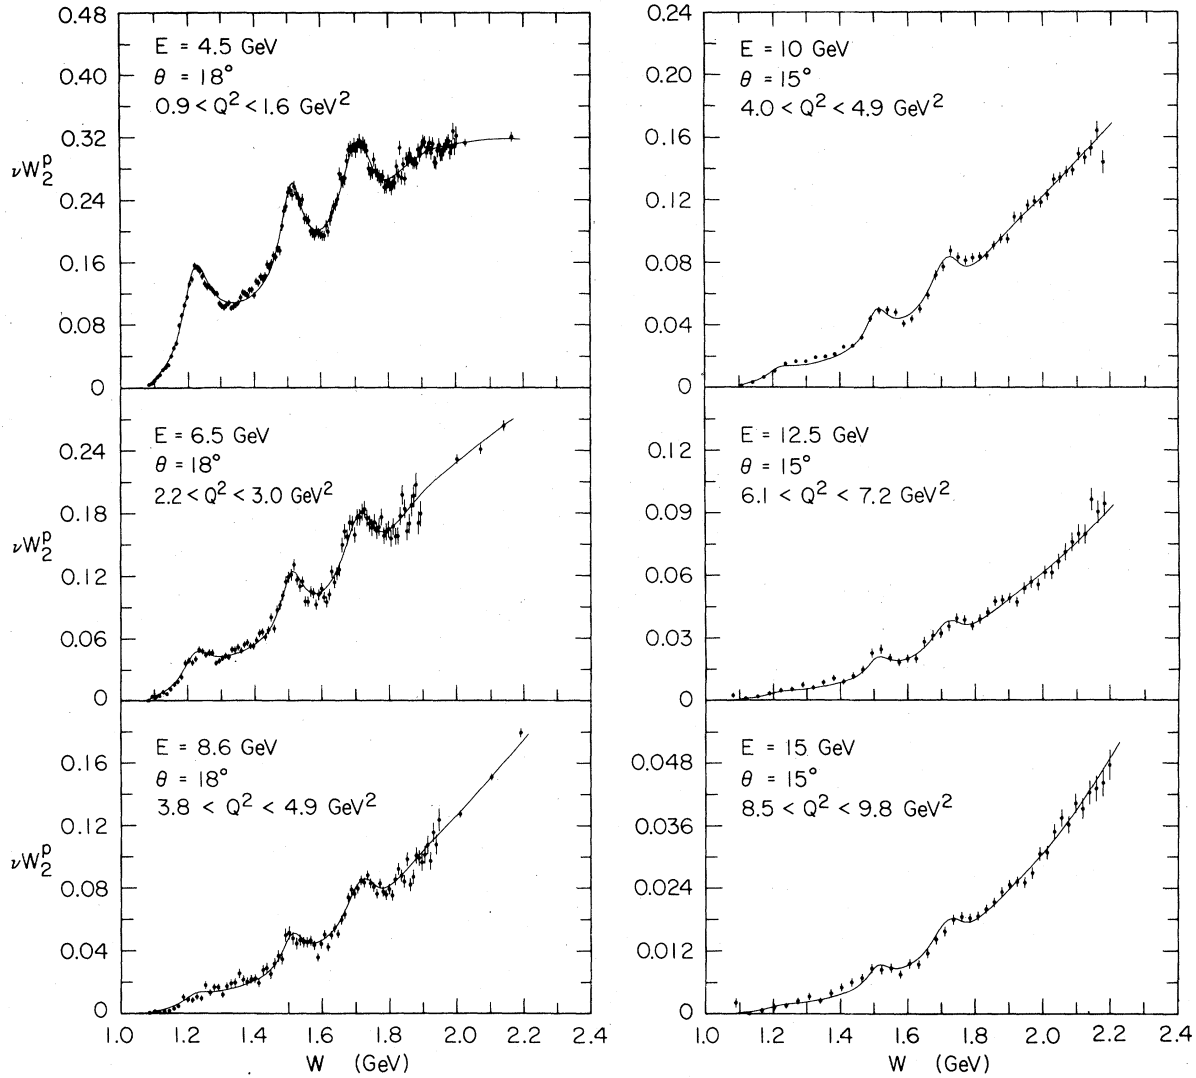 0.48
0.40
0.32
0.24
0.16
0.08
0
νW₂ᵖ
E = 4.5 GeV
θ = 18°
0.9 < Q² < 1.6 GeV²
0.24
0.20
0.16
0.12
0.08
0.04
0
E = 10 GeV
θ = 15°
4.0 < Q² < 4.9 GeV²
0.24
0.18
0.12
0.06
0
νW₂ᵖ
E = 6.5 GeV
θ = 18°
2.2 < Q² < 3.0 GeV²
0.12
0.09
0.06
0.03
0
E = 12.5 GeV
θ = 15°
6.1 < Q² < 7.2 GeV²
0.16
0.12
0.08
0.04
0
νW₂ᵖ
E = 8.6 GeV
θ = 18°
3.8 < Q² < 4.9 GeV²
1.0 1.2 1.4 1.6 1.8 2.0 2.2 2.4
W (GeV)
0.048
0.036
0.024
0.012
0
E = 15 GeV
θ = 15°
8.5 < Q² < 9.8 GeV²
1.0 1.2 1.4 1.6 1.8 2.0 2.2 2.4
W (GeV)